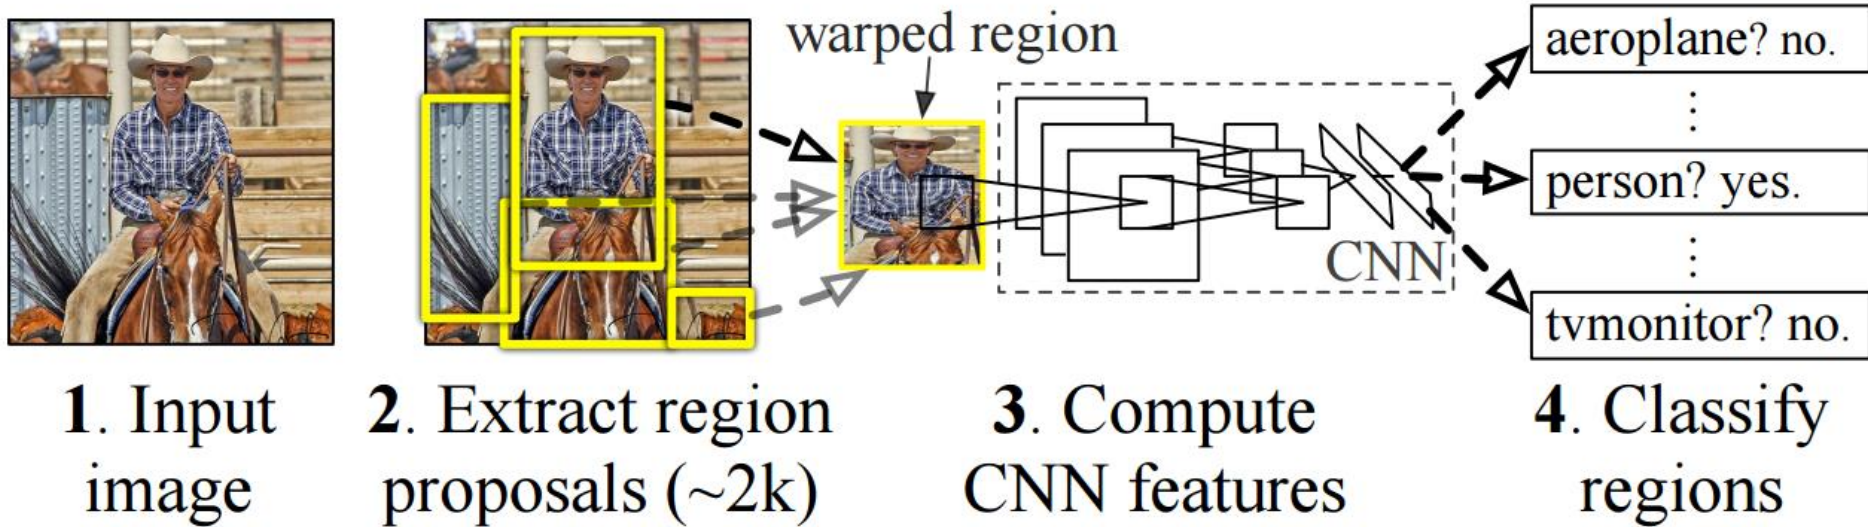 warped region
aeroplane? no.
⋮
person? yes.
CNN
⋮
tvmonitor? no.
1. Input
image
2. Extract region
proposals (~2k)
3. Compute
CNN features
4. Classify
regions